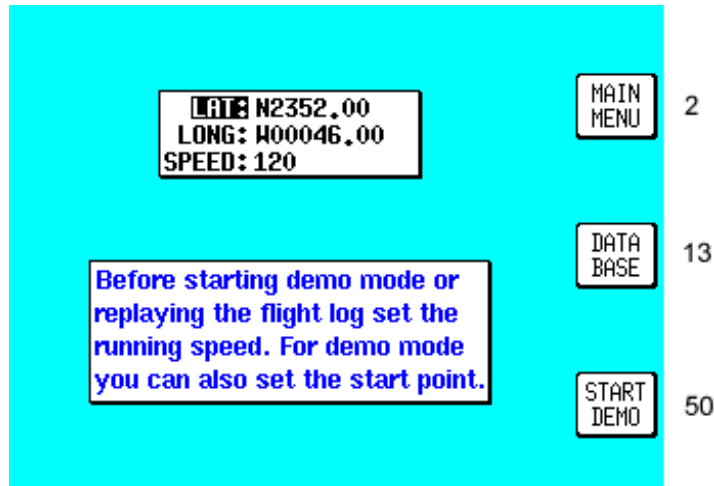 LAT: N2352.00
LONG: W00046.00
SPEED: 120
MAIN
MENU
2
DATA
BASE
13
Before starting demo mode or
replaying the flight log set the
running speed. For demo mode
you can also set the start point.
START
DEMO
50